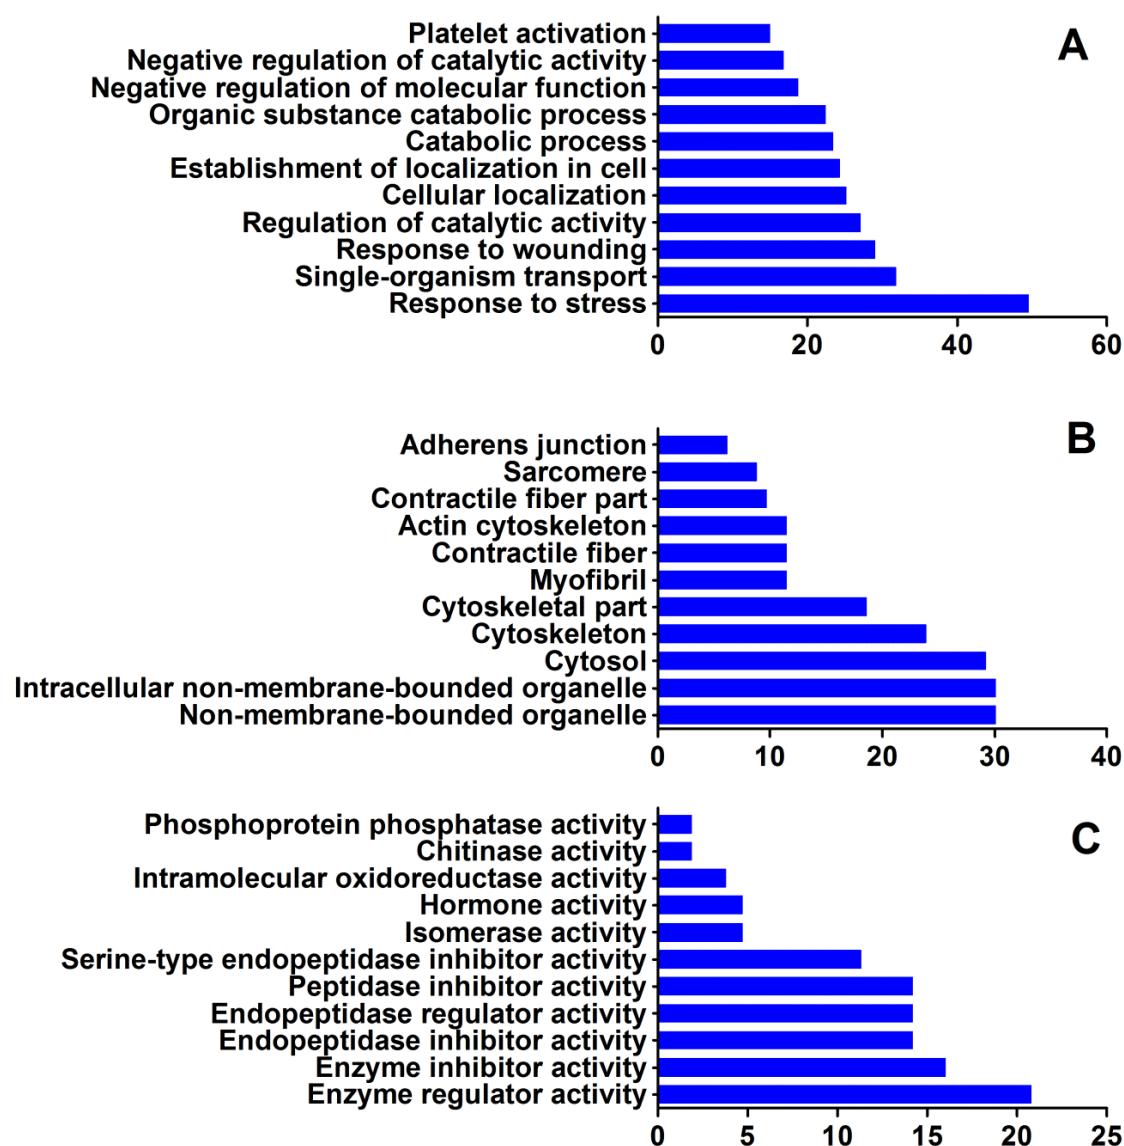 A
Platelet activation
Negative regulation of catalytic activity
Negative regulation of molecular function
Organic substance catabolic process
Catabolic process
Establishment of localization in cell
Cellular localization
Regulation of catalytic activity
Response to wounding
Single-organism transport
Response to stress
0 20 40 60
B
Adherens junction
Sarcomere
Contractile fiber part
Actin cytoskeleton
Contractile fiber
Myofibril
Cytoskeletal part
Cytoskeleton
Cytosol
Intracellular non-membrane-bounded organelle
Non-membrane-bounded organelle
0 10 20 30 40
C
Phosphoprotein phosphatase activity
Chitinase activity
Intramolecular oxidoreductase activity
Hormone activity
Isomerase activity
Serine-type endopeptidase inhibitor activity
Peptidase inhibitor activity
Endopeptidase regulator activity
Endopeptidase inhibitor activity
Enzyme inhibitor activity
Enzyme regulator activity
0 5 10 15 20 25